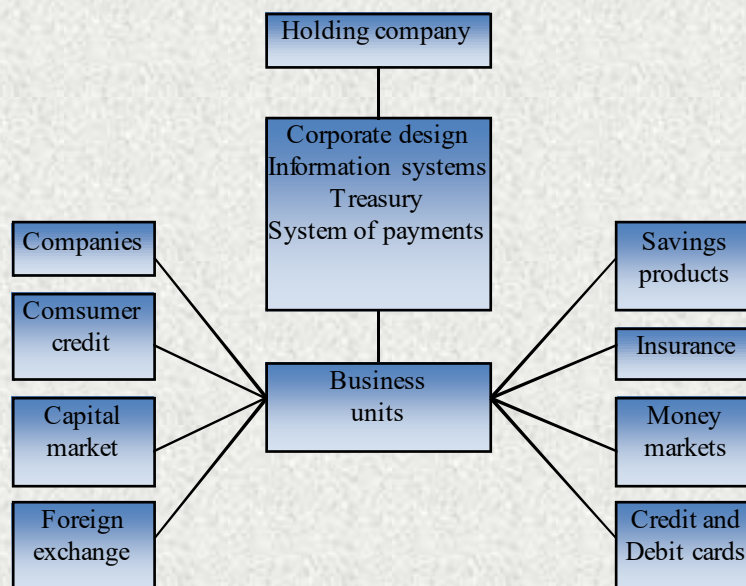 Holding company
Corporate design
Information systems
Treasury
System of payments
Companies
Comsumer
credit
Capital
market
Foreign
exchange
Business
units
Savings
products
Insurance
Money
markets
Credit and
Debit cards